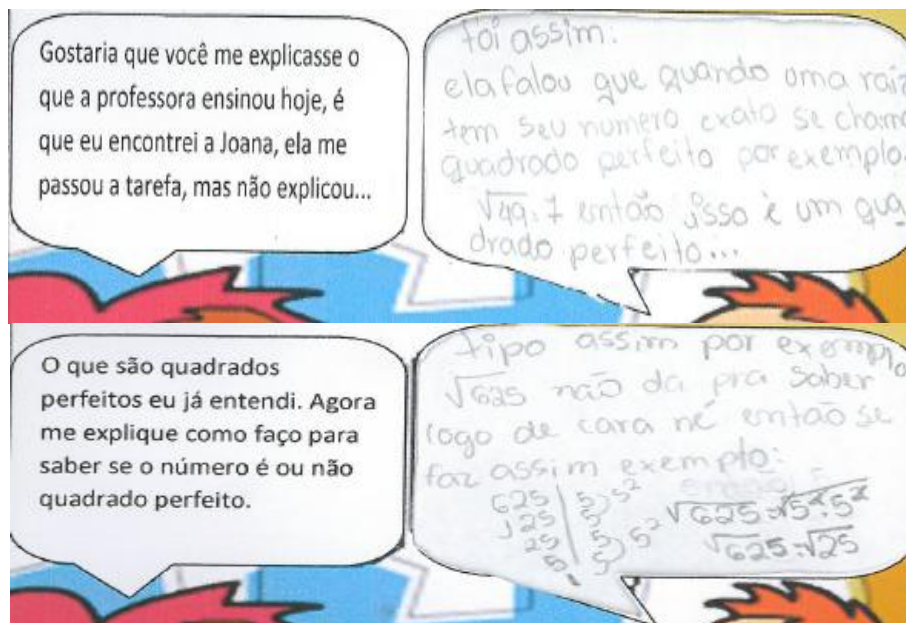 Gostaria que você me explicasse o
que a professora ensinou hoje, é
que eu encontrei a Joana, ela me
passou a tarefa, mas não explicou...
foi assim.
ela falou que quando uma raiz
tem seu numero exato se chama
quadrado perfeito por exemplo.
√49=7 então isso é um qua
drado perfeito...
O que são quadrados
perfeitos eu já entendi. Agora
me explique como faço para
saber se o número é ou não
quadrado perfeito.
tipo assim por exemplo
√625 não da pra saber
logo de cara né então se
faz assim exemplo:
625 | 5 5²
125 | 5
25 | 5 5²
5 | 5
1
√625=√5²·5²
√625=√25